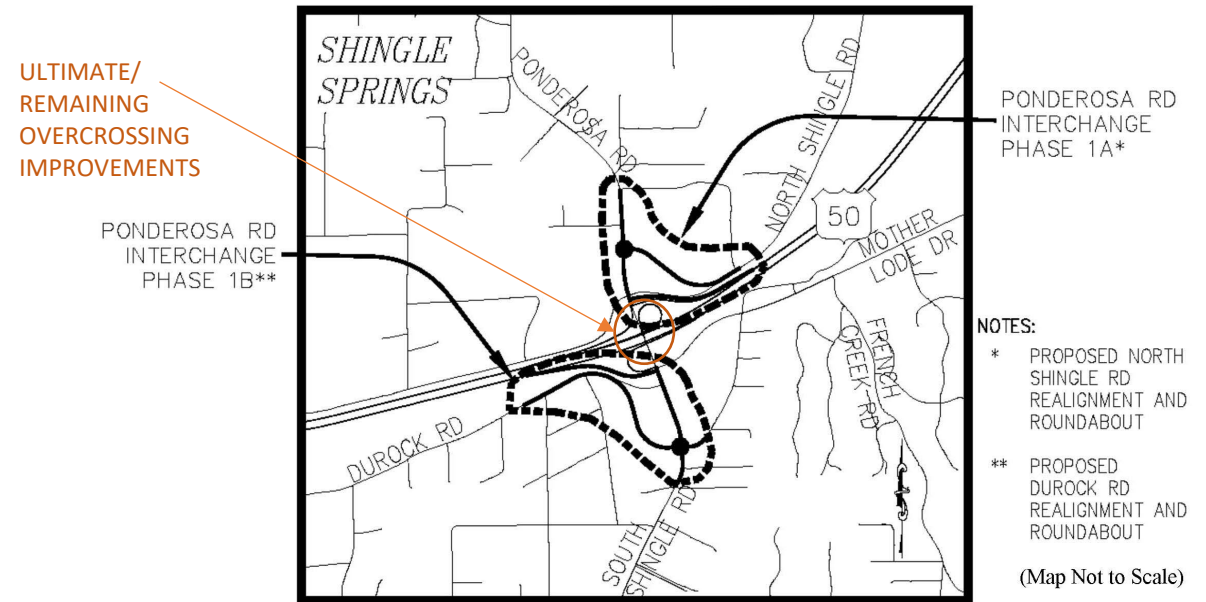 ULTIMATE/
REMAINING
OVERCROSSING
IMPROVEMENTS
SHINGLE
SPRINGS
PONDEROSA RD
NORTH SHINGLE RD
PONDEROSA RD
INTERCHANGE
PHASE 1A*
50
MOTHER
LODE DR
PONDEROSA RD
INTERCHANGE
PHASE 1B**
FRENCH
CREEK RD
DUROCK RD
SOUTH
SHINGLE RD
NOTES:
* PROPOSED NORTH
SHINGLE RD
REALIGNMENT AND
ROUNDABOUT
** PROPOSED
DUROCK RD
REALIGNMENT AND
ROUNDABOUT
(Map Not to Scale)